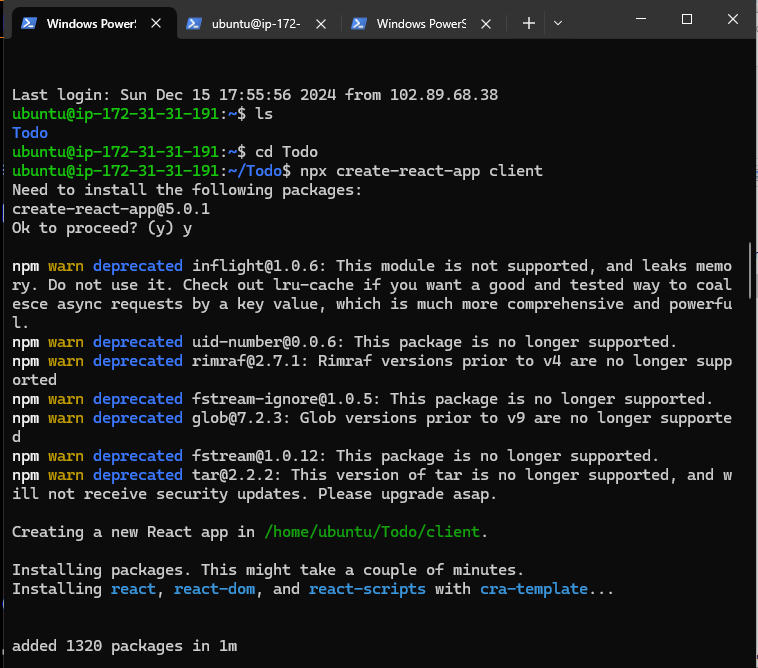 Windows Power
ubuntu@ip-172-
Windows PowerS
Last login: Sun Dec 15 17:55:56 2024 from 102.89.68.38
ubuntu@ip-172-31-31-191:~$ ls
Todo
ubuntu@ip-172-31-31-191:~$ cd Todo
ubuntu@ip-172-31-31-191:~/Todo$ npx create-react-app client
Need to install the following packages:
create-react-app@5.0.1
Ok to proceed? (y) y
npm warn deprecated inflight@1.0.6: This module is not supported, and leaks memo
ry. Do not use it. Check out lru-cache if you want a good and tested way to coal
esce async requests by a key value, which is much more comprehensive and powerfu
l.
npm warn deprecated uid-number@0.0.6: This package is no longer supported.
npm warn deprecated rimraf@2.7.1: Rimraf versions prior to v4 are no longer supp
orted
npm warn deprecated fstream-ignore@1.0.5: This package is no longer supported.
npm warn deprecated glob@7.2.3: Glob versions prior to v9 are no longer supporte
d
npm warn deprecated fstream@1.0.12: This package is no longer supported.
npm warn deprecated tar@2.2.2: This version of tar is no longer supported, and w
ill not receive security updates. Please upgrade asap.
Creating a new React app in /home/ubuntu/Todo/client.
Installing packages. This might take a couple of minutes.
Installing react, react-dom, and react-scripts with cra-template...
added 1320 packages in 1m